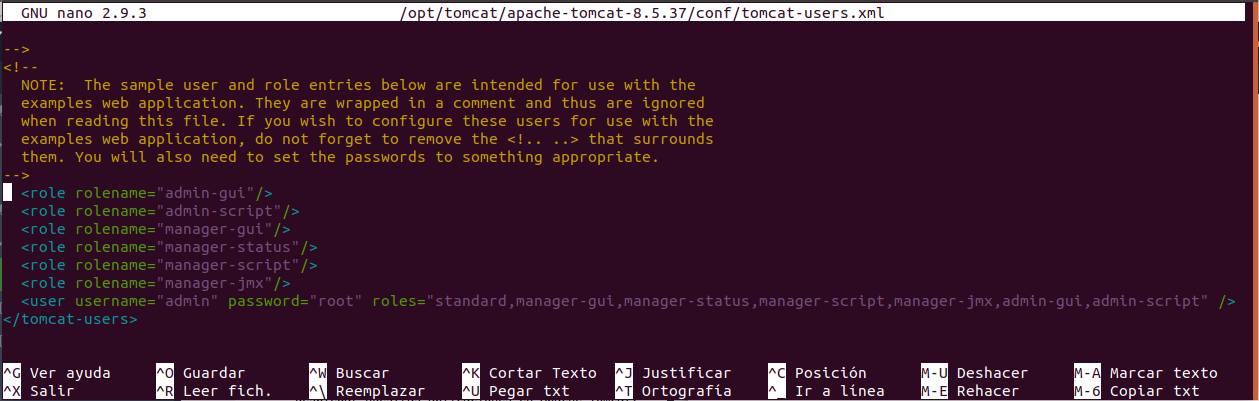 GNU nano 2.9.3 /opt/tomcat/apache-tomcat-8.5.37/conf/tomcat-users.xml
-->
<!--
NOTE:  The sample user and role entries below are intended for use with the
examples web application. They are wrapped in a comment and thus are ignored
when reading this file. If you wish to configure these users for use with the
examples web application, do not forget to remove the <!.. ..> that surrounds
them. You will also need to set the passwords to something appropriate.
-->
<role rolename="admin-gui"/>
<role rolename="admin-script"/>
<role rolename="manager-gui"/>
<role rolename="manager-status"/>
<role rolename="manager-script"/>
<role rolename="manager-jmx"/>
<user username="admin" password="root" roles="standard,manager-gui,manager-status,manager-script,manager-jmx,admin-gui,admin-script" />
</tomcat-users>
^G Ver ayuda ^O Guardar ^W Buscar ^K Cortar Texto ^J Justificar ^C Posición M-U Deshacer M-A Marcar texto
^X Salir ^R Leer fich. ^\ Reemplazar ^U Pegar txt ^T Ortografía ^_ Ir a línea M-E Rehacer M-6 Copiar txt